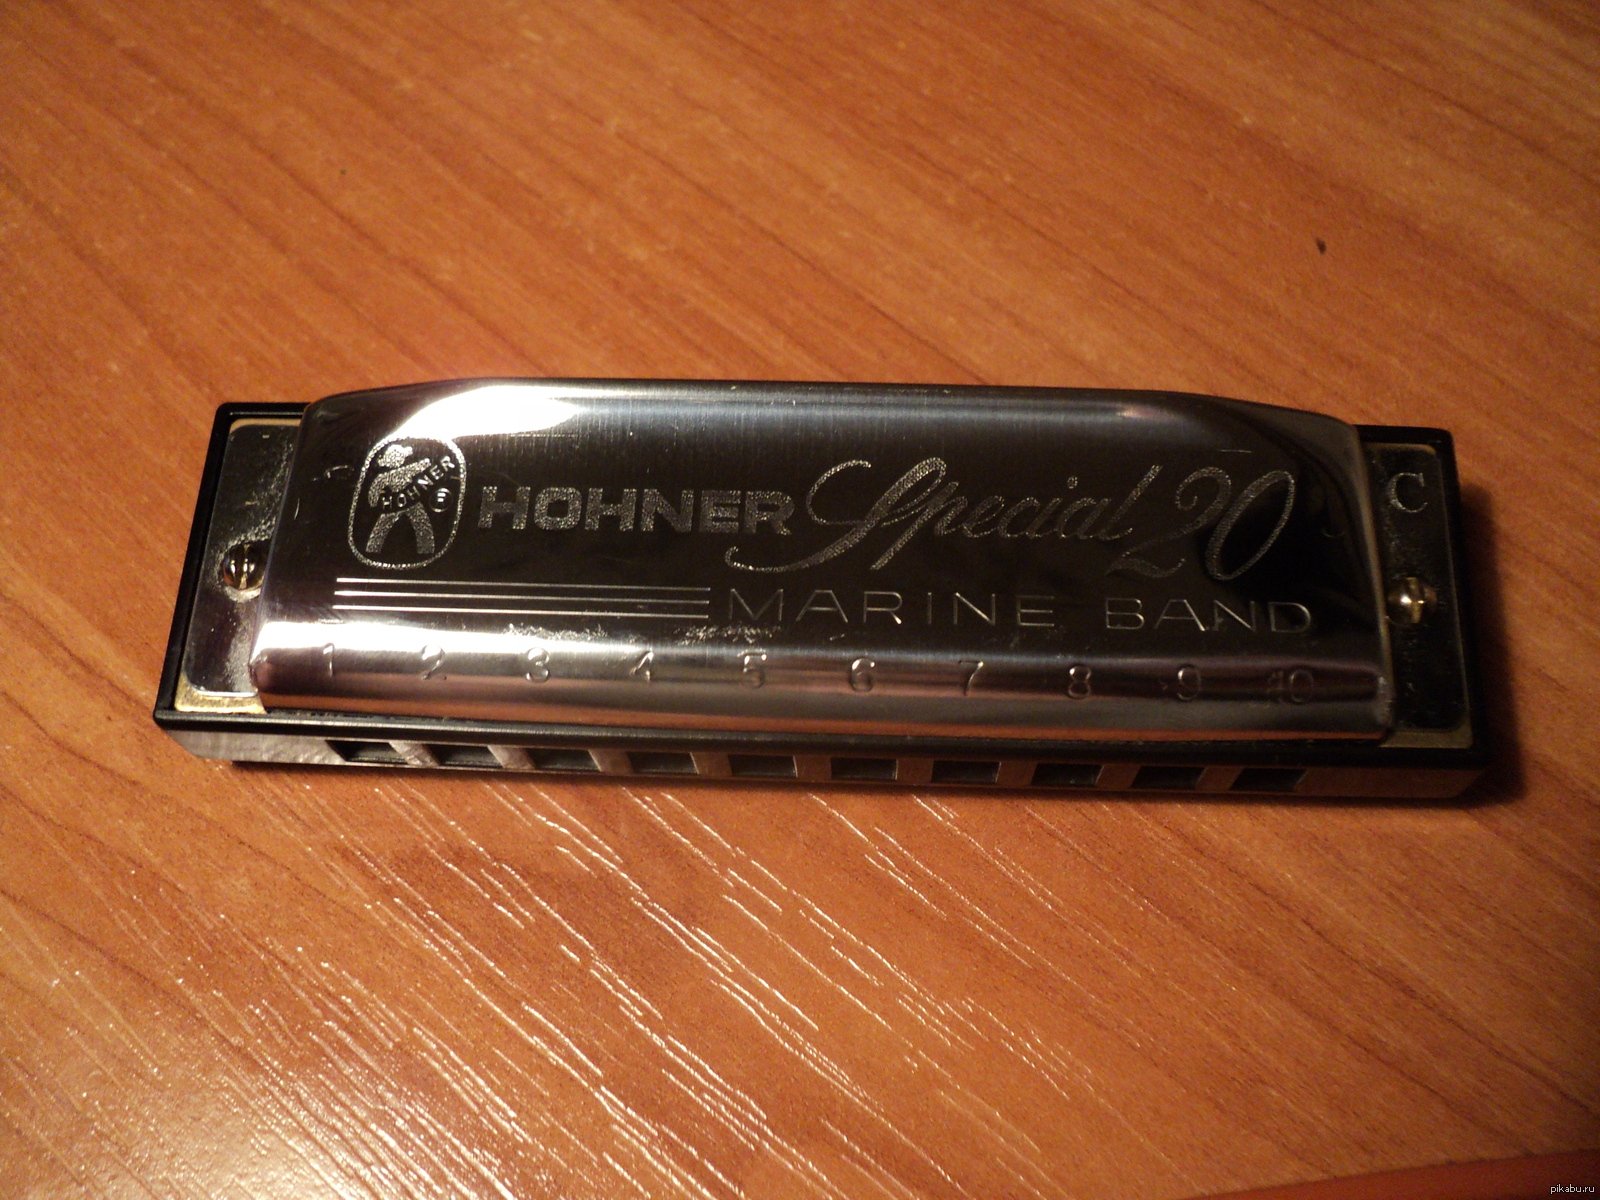 HOHNER
HOHNER Special 20
C
MARINE BAND
1 2 3 4 5 6 7 8 9 10
pikabu.ru